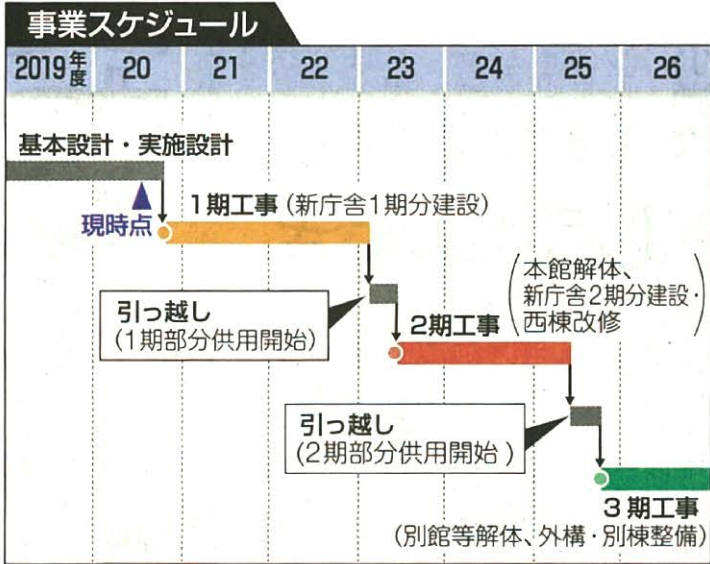 事業スケジュール
2019年度 20 21 22 23 24 25 26
基本設計・実施設計
現時点
1期工事(新庁舎1期分建設)
引っ越し
(1期部分供用開始)
2期工事
(本館解体、
新庁舎2期分建設・
西棟改修)
引っ越し
(2期部分供用開始)
3期工事
(別館等解体、外構・別棟整備)